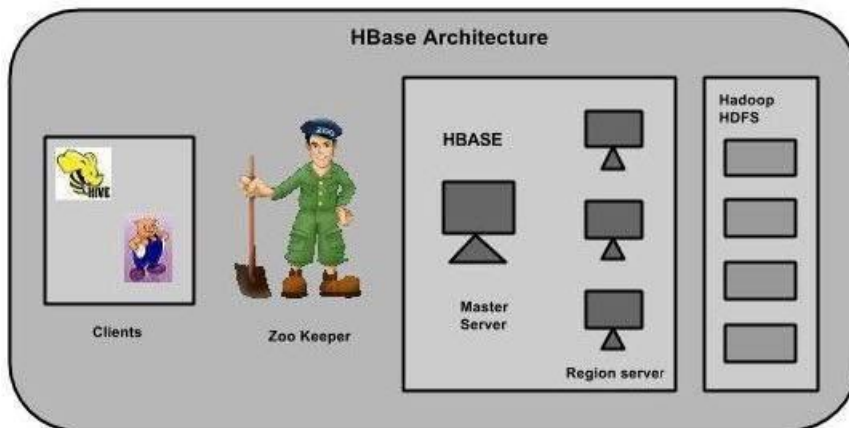 HBase Architecture
HIVE
Clients
ZOO
Zoo Keeper
HBASE
Master
Server
Region server
Hadoop
HDFS